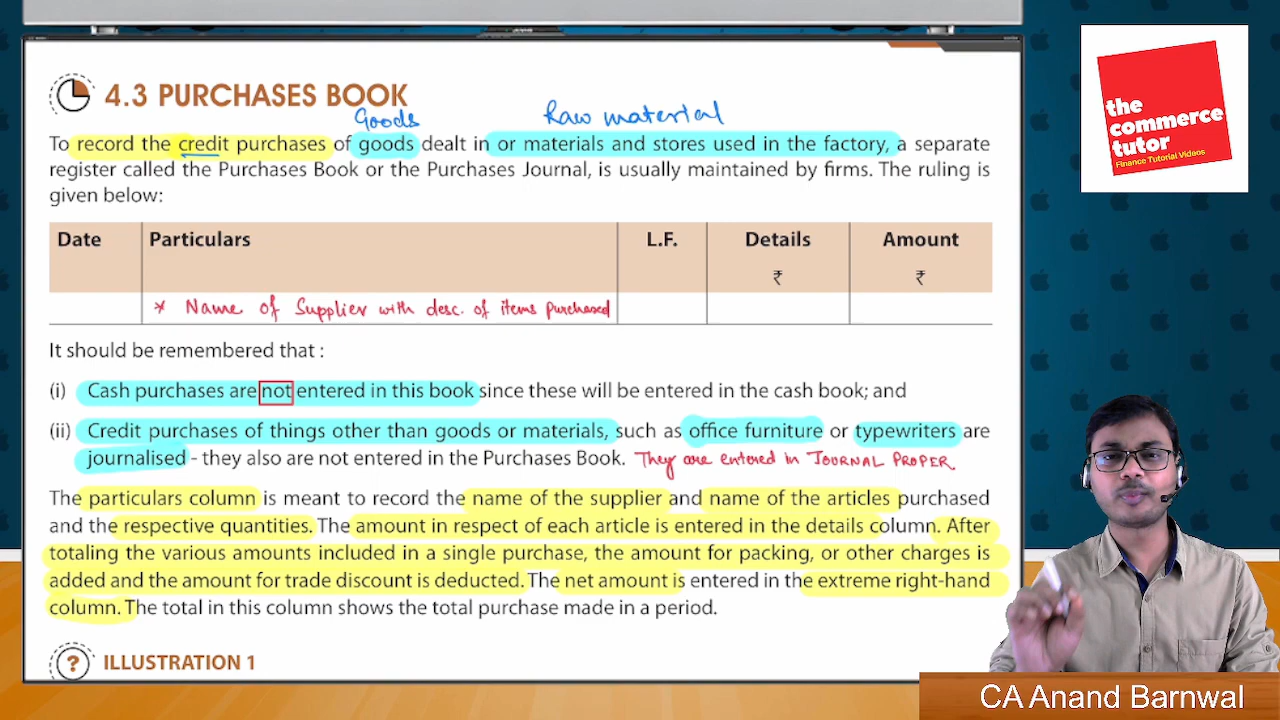 4.3 PURCHASES BOOK
Goods
Raw material
To record the credit purchases of goods dealt in or materials and stores used in the factory, a separate
register called the Purchases Book or the Purchases Journal, is usually maintained by firms. The ruling is
given below:
Date Particulars L.F. Details Amount
₹ ₹
* Name of Supplier with desc. of items purchased
It should be remembered that :
(i) Cash purchases are not entered in this book since these will be entered in the cash book; and
(ii) Credit purchases of things other than goods or materials, such as office furniture or typewriters are
journalised - they also are not entered in the Purchases Book. They are entered in JOURNAL PROPER
The particulars column is meant to record the name of the supplier and name of the articles purchased
and the respective quantities. The amount in respect of each article is entered in the details column. After
totaling the various amounts included in a single purchase, the amount for packing, or other charges is
added and the amount for trade discount is deducted. The net amount is entered in the extreme right-hand
column. The total in this column shows the total purchase made in a period.
? ILLUSTRATION 1
the
commerce
tutor
Finance Tutorial Videos
CA Anand Barnwal